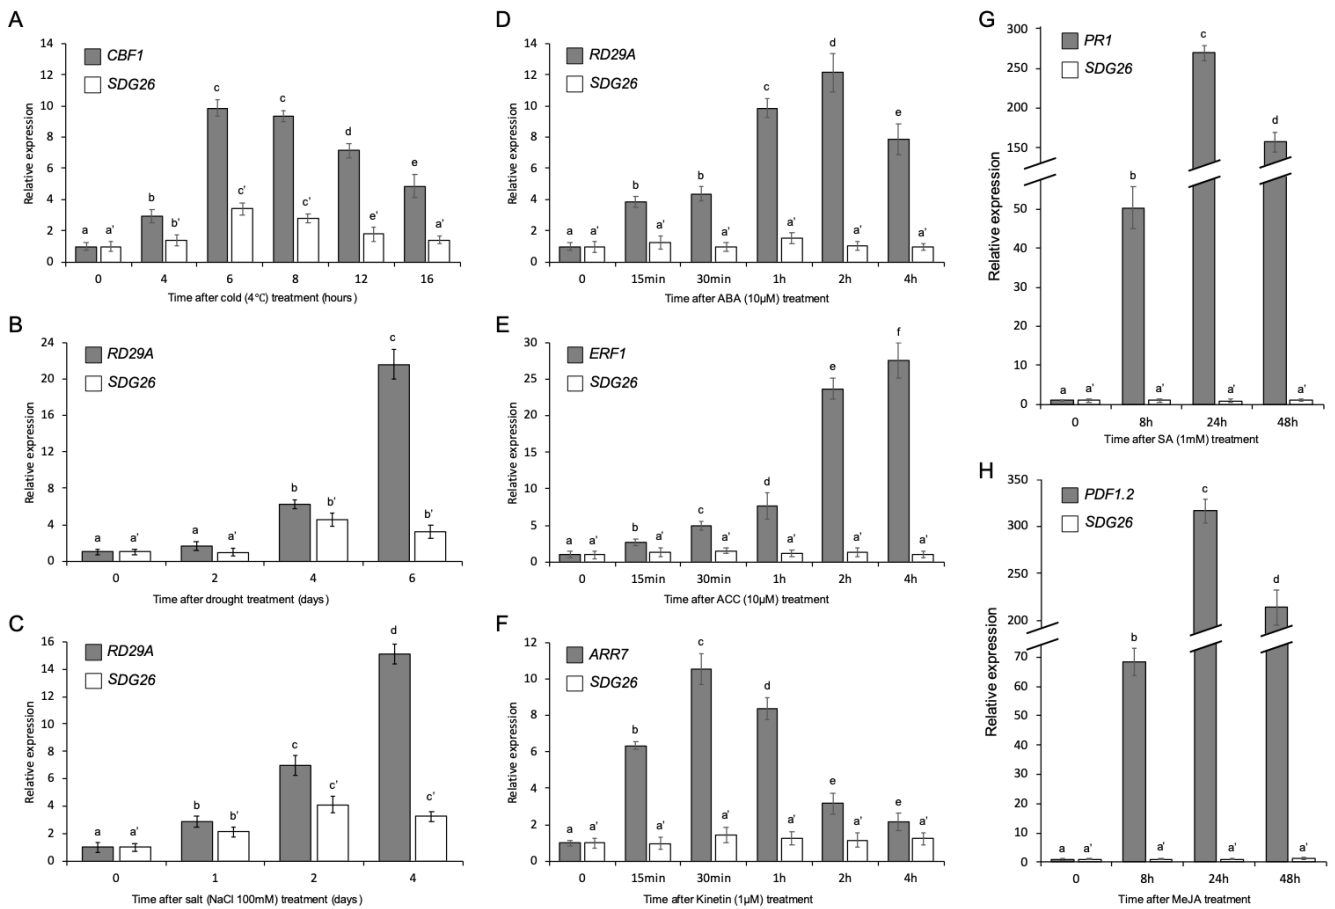 A
CBF1
SDG26
Relative expression
14
12
10
8
6
4
2
0
a a' b b' c c' c c' d e' e a'
0 4 6 8 12 16
Time after cold (4℃) treatment (hours)
B
RD29A
SDG26
Relative expression
24
20
16
12
8
4
0
a a' a a' b b' c b'
0 2 4 6
Time after drought treatment (days)
C
RD29A
SDG26
Relative expression
16
14
12
10
8
6
4
2
0
a a' b b' c c' d c'
0 1 2 4
Time after salt (NaCl 100mM) treatment (days)
D
RD29A
SDG26
Relative expression
14
12
10
8
6
4
2
0
a a' b a' b a' c a' d a' e a'
0 15min 30min 1h 2h 4h
Time after ABA (10μM) treatment
E
ERF1
SDG26
Relative expression
30
25
20
15
10
5
0
a a' b a' c a' d a' e a' f a'
0 15min 30min 1h 2h 4h
Time after ACC (10μM) treatment
F
ARR7
SDG26
Relative expression
12
10
8
6
4
2
0
a a' b a' c a' d a' e a' e a'
0 15min 30min 1h 2h 4h
Time after Kinetin (1μM) treatment
G
PR1
SDG26
Relative expression
300
250
200
150
50
40
30
20
10
0
a a' b a' c a' d a'
0 8h 24h 48h
Time after SA (1mM) treatment
H
PDF1.2
SDG26
Relative expression
350
300
250
200
70
60
50
40
30
20
10
0
a a' b a' c a' d a'
0 8h 24h 48h
Time after MeJA treatment